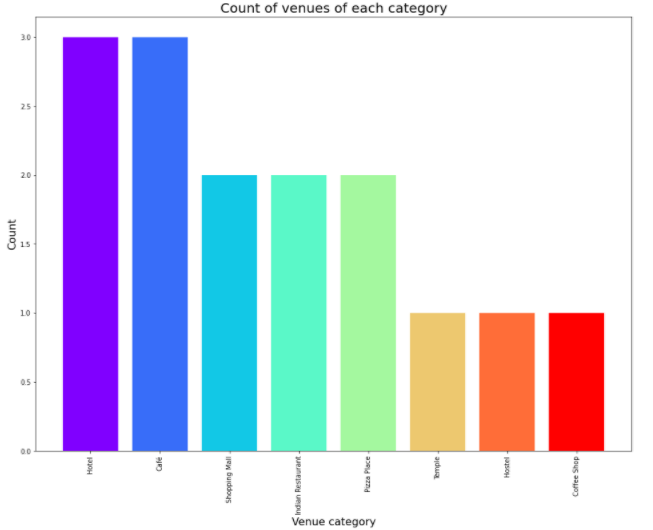 Count of venues of each category
Count
3.0
2.5
2.0
1.5
1.0
0.5
0.0
Hotel
Café
Shopping Mall
Indian Restaurant
Pizza Place
Temple
Hostel
Coffee Shop
Venue category